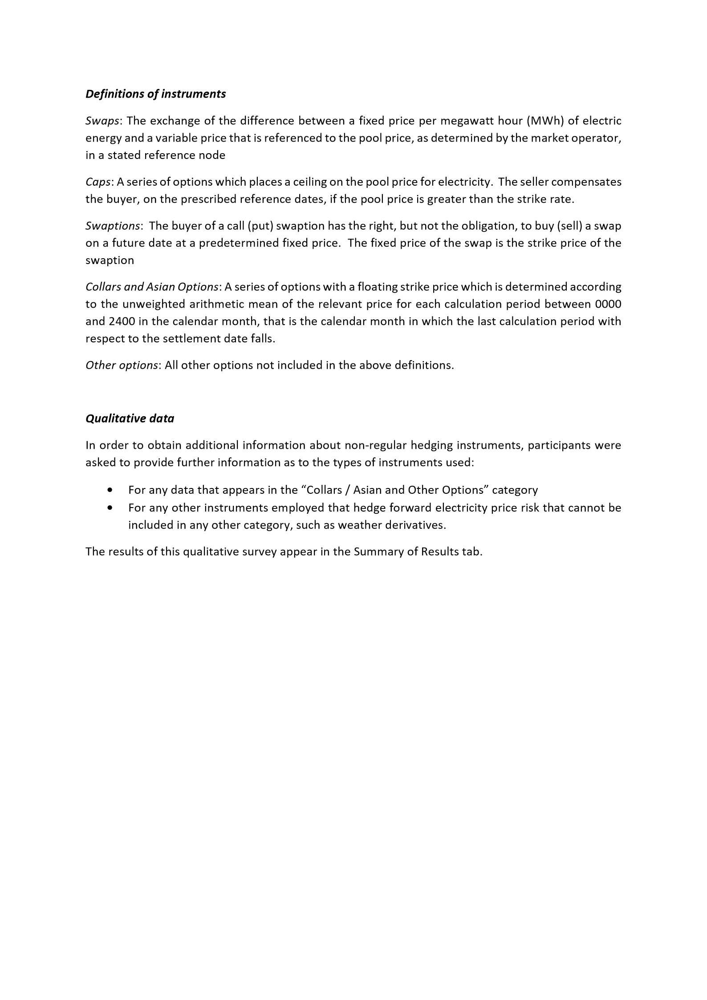 Definitions of instruments
Swaps: The exchange of the difference between a fixed price per megawatt hour (MWh) of electric
energy and a variable price that is referenced to the pool price, as determined by the market operator,
in a stated reference node
Caps: A series of options which places a ceiling on the pool price for electricity.  The seller compensates
the buyer, on the prescribed reference dates, if the pool price is greater than the strike rate.
Swaptions:  The buyer of a call (put) swaption has the right, but not the obligation, to buy (sell) a swap
on a future date at a predetermined fixed price.  The fixed price of the swap is the strike price of the
swaption
Collars and Asian Options: A series of options with a floating strike price which is determined according
to the unweighted arithmetic mean of the relevant price for each calculation period between 0000
and 2400 in the calendar month, that is the calendar month in which the last calculation period with
respect to the settlement date falls.
Other options: All other options not included in the above definitions.
Qualitative data
In order to obtain additional information about non-regular hedging instruments, participants were
asked to provide further information as to the types of instruments used:
• For any data that appears in the “Collars / Asian and Other Options” category
• For any other instruments employed that hedge forward electricity price risk that cannot be
included in any other category, such as weather derivatives.
The results of this qualitative survey appear in the Summary of Results tab.